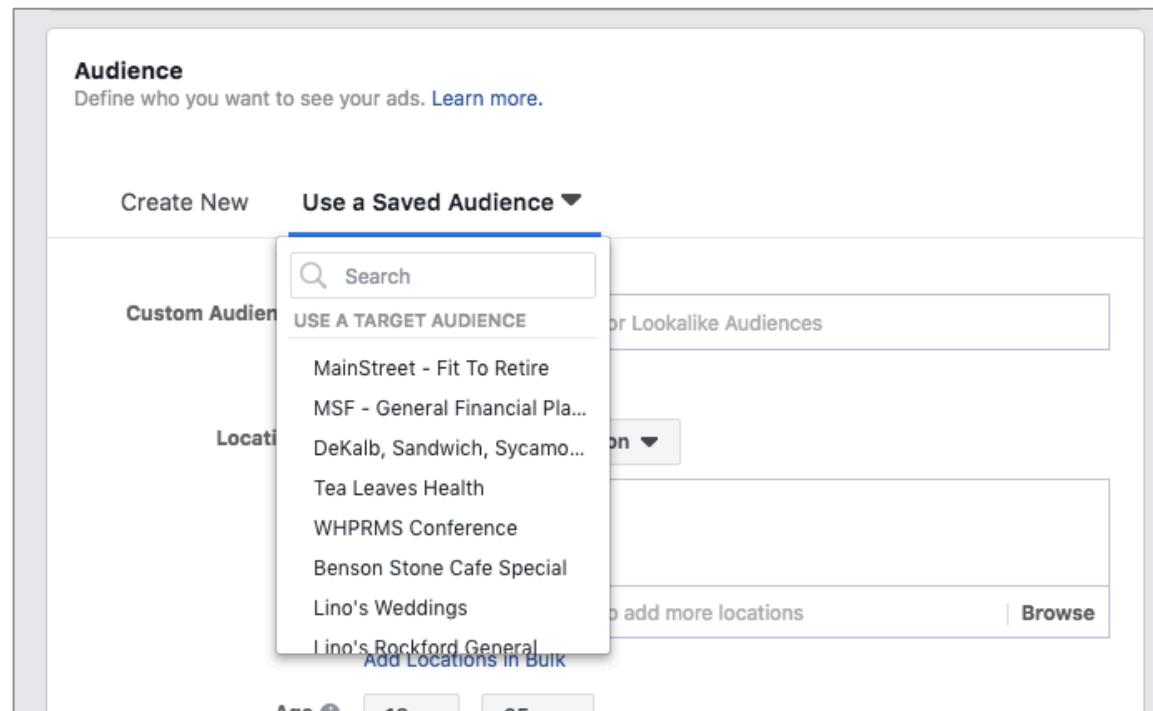 Audience
Define who you want to see your ads. Learn more.
Create New Use a Saved Audience
Search
Custom Audien
USE A TARGET AUDIENCE
or Lookalike Audiences
MainStreet - Fit To Retire
MSF - General Financial Pla...
Locati
on
DeKalb, Sandwich, Sycamo...
Tea Leaves Health
WHPRMS Conference
Benson Stone Cafe Special
Lino's Weddings
add more locations
Browse
Lino's Rockford General
Add Locations in Bulk
Age